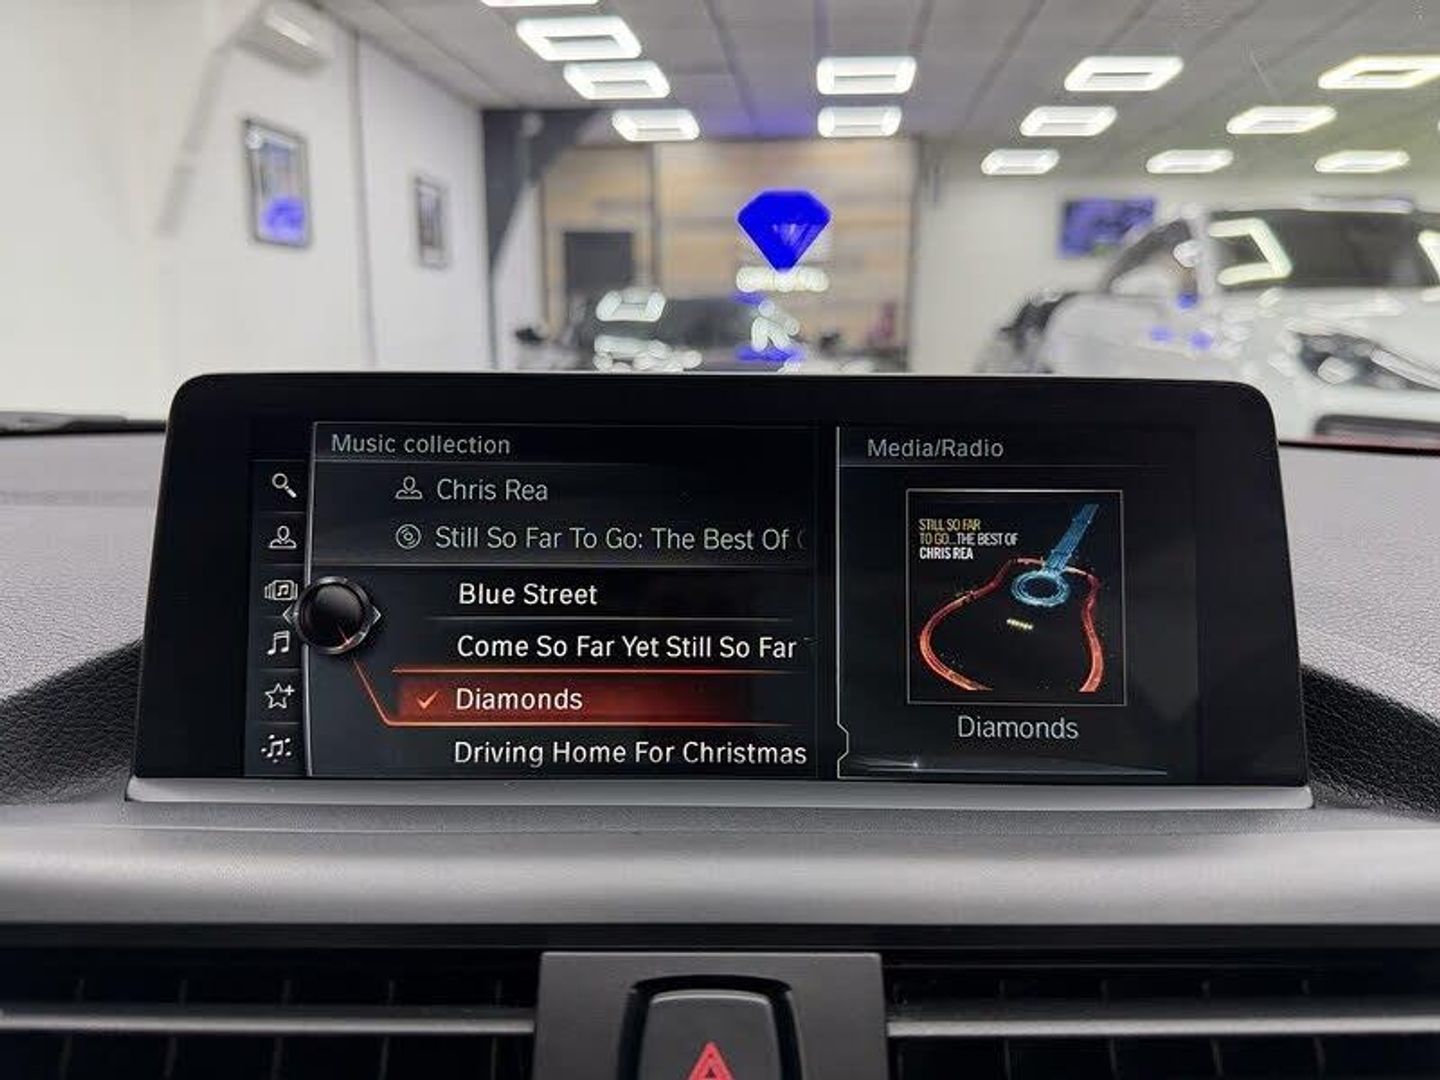 Music collection
Chris Rea
Still So Far To Go: The Best Of (
Blue Street
Come So Far Yet Still So Far
Diamonds
Driving Home For Christmas
Media/Radio
STILL SO FAR
TO GO...THE BEST OF
CHRIS REA
Diamonds